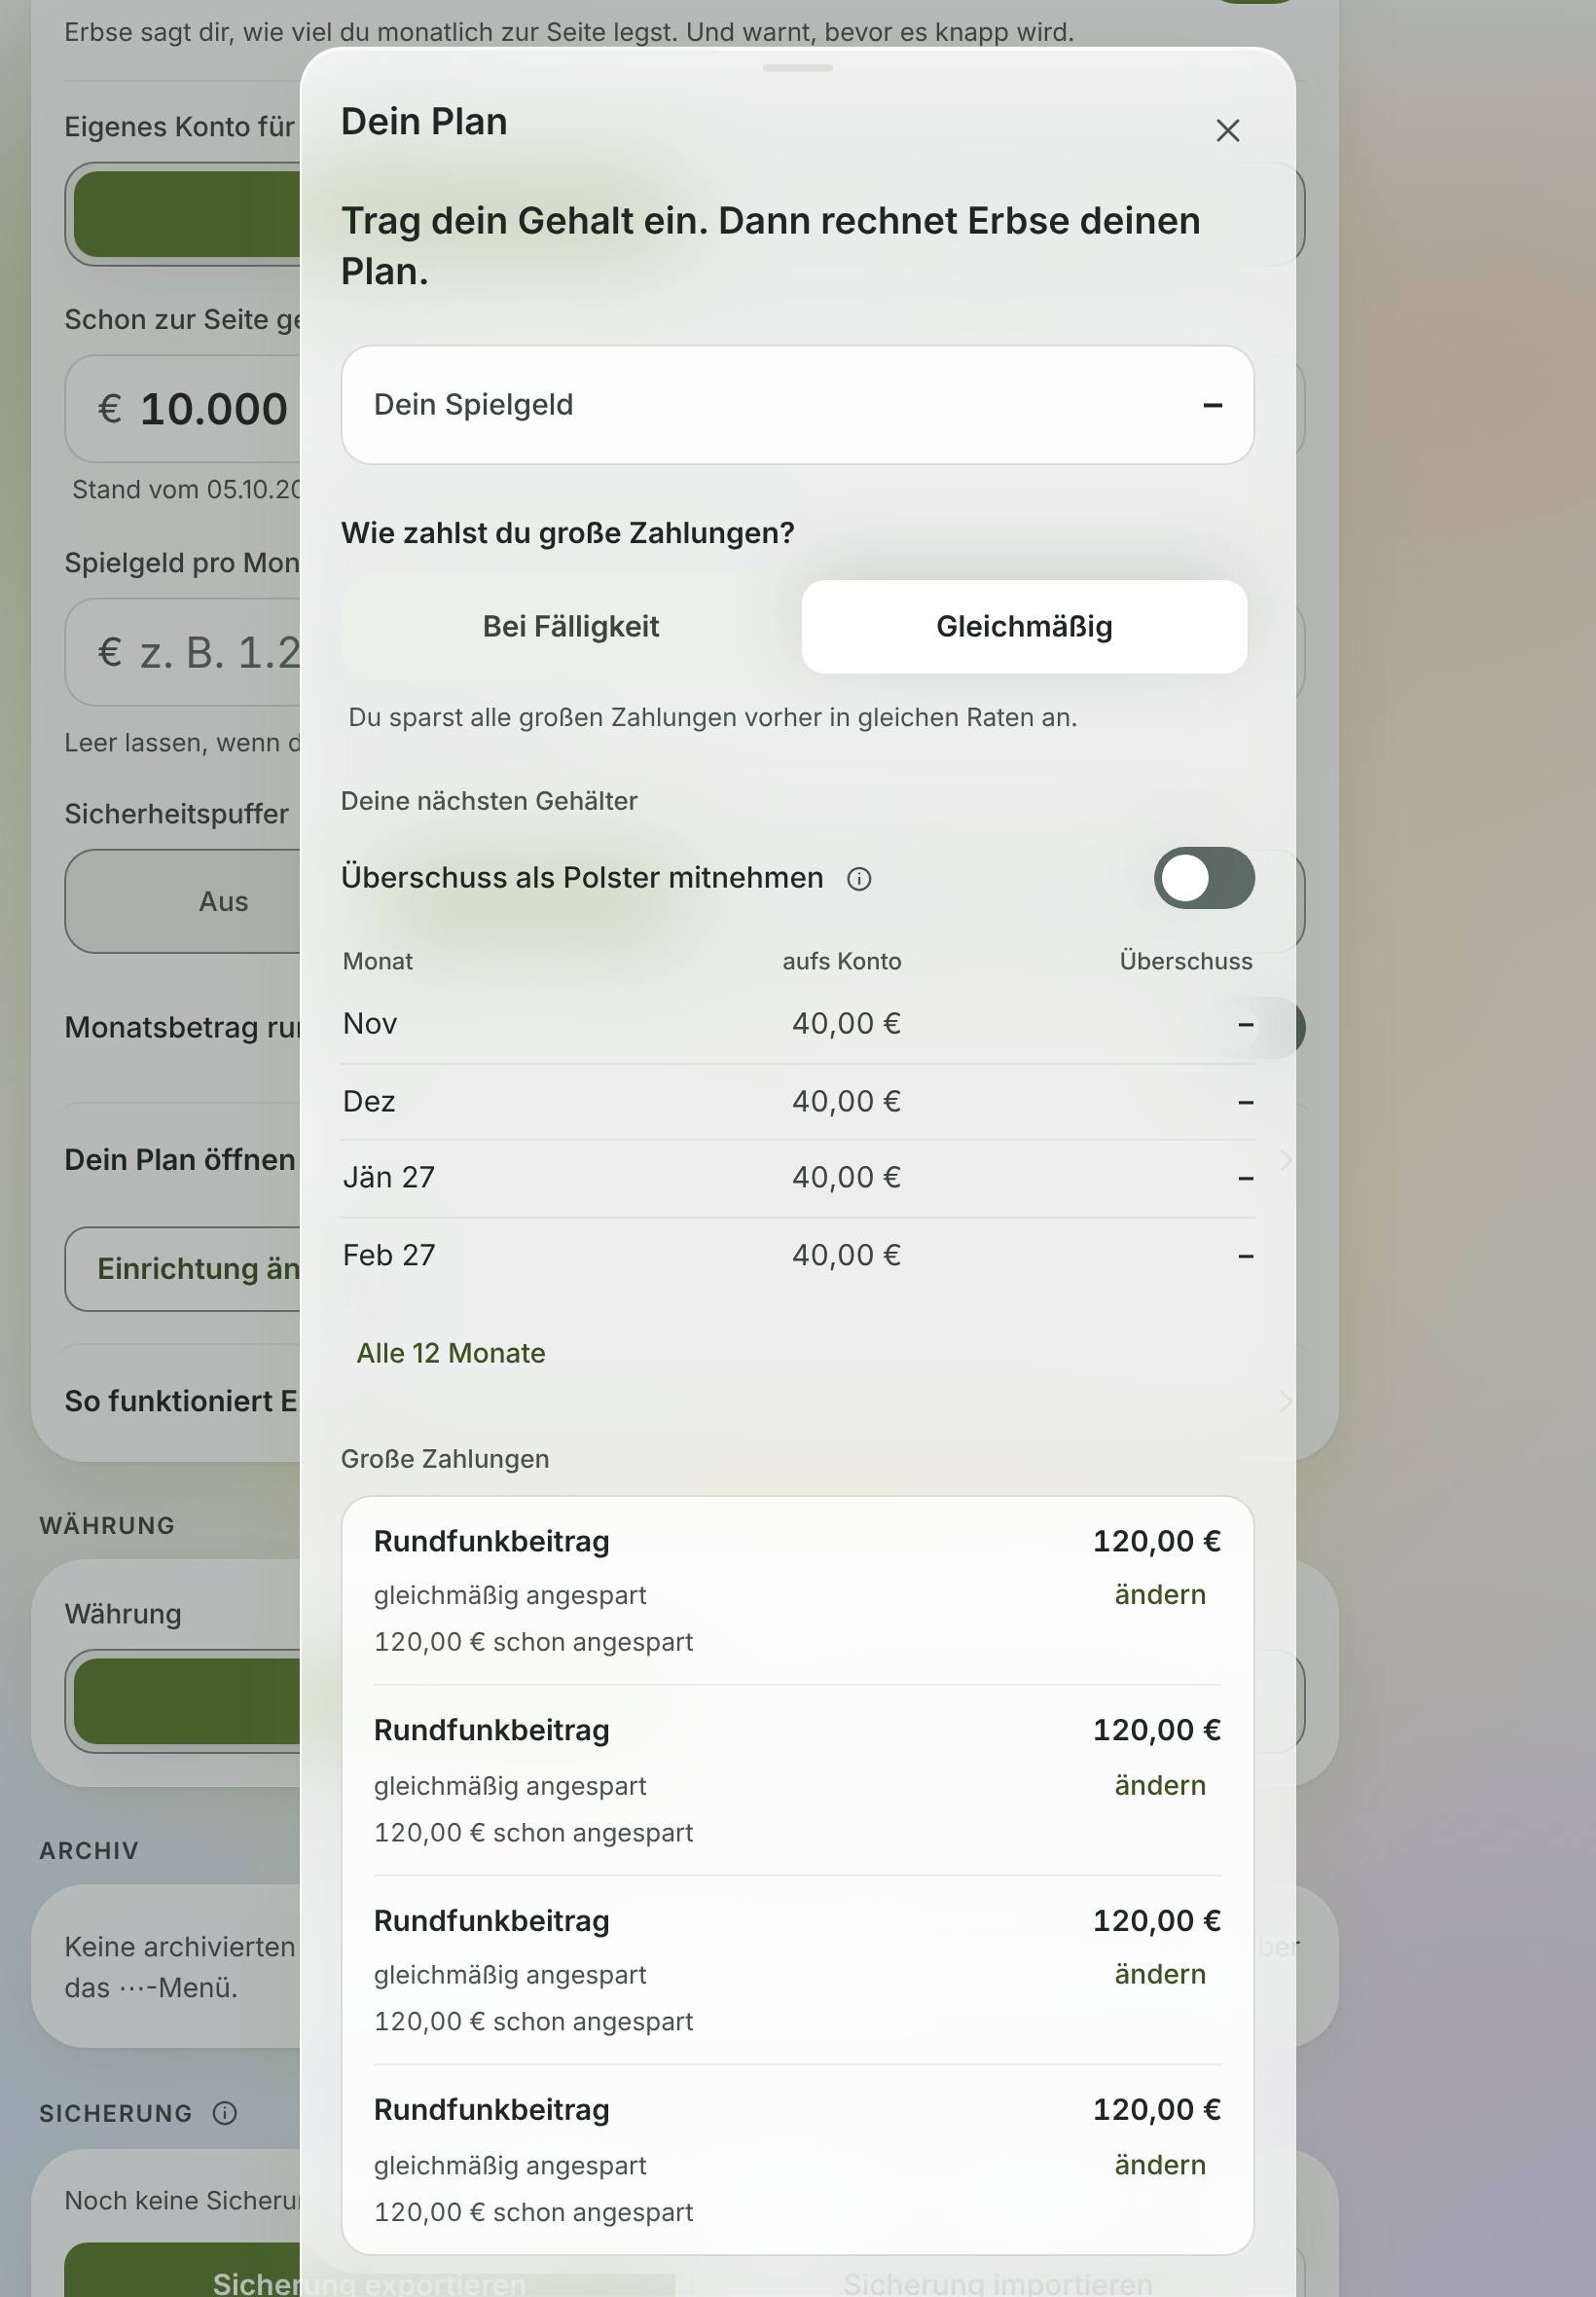 Erbse sagt dir, wie viel du monatlich zur Seite legst. Und warnt, bevor es knapp wird.
Dein Plan
Trag dein Gehalt ein. Dann rechnet Erbse deinen
Plan.
Dein Spielgeld –
Wie zahlst du große Zahlungen?
Bei Fälligkeit Gleichmäßig
Du sparst alle großen Zahlungen vorher in gleichen Raten an.
Deine nächsten Gehälter
Überschuss als Polster mitnehmen
Monat aufs Konto Überschuss
Nov 40,00 € –
Dez 40,00 € –
Jän 27 40,00 € –
Feb 27 40,00 € –
Alle 12 Monate
Große Zahlungen
Rundfunkbeitrag 120,00 €
gleichmäßig angespart ändern
120,00 € schon angespart
Rundfunkbeitrag 120,00 €
gleichmäßig angespart ändern
120,00 € schon angespart
Rundfunkbeitrag 120,00 €
gleichmäßig angespart ändern
120,00 € schon angespart
Rundfunkbeitrag 120,00 €
gleichmäßig angespart ändern
120,00 € schon angespart
Eigenes Konto für
Schon zur Seite
€ 10.000
Stand vom 05.10.
Spielgeld pro
€ z. B. 1.2
Leer lassen, wenn
Sicherheitspuffer
Aus
Monatsbetrag
Dein Plan öffnen
Einrichtung
So funktioniert
WÄHRUNG
Währung
ARCHIV
Keine archivierten
das ···-Menü.
SICHERUNG
Noch keine
Sicherung exportieren Sicherung importieren